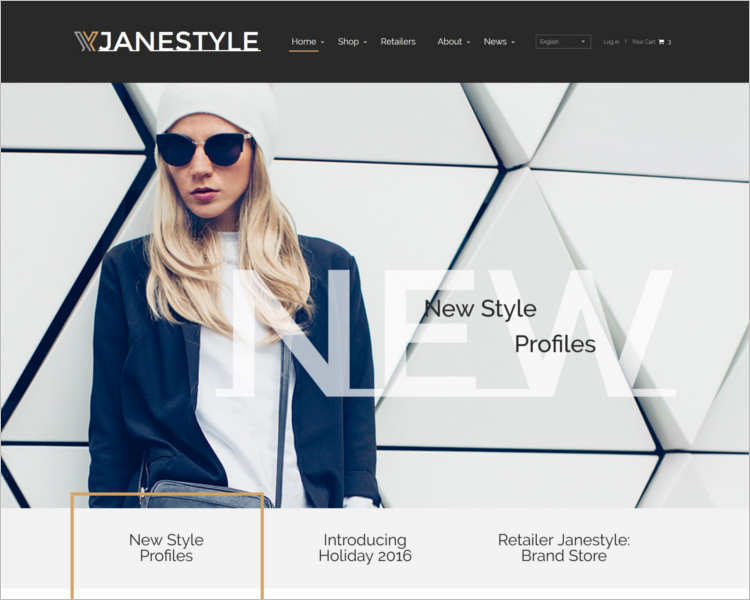 JANESTYLE
Home Shop Retailers About News English Log in | Your Cart 3
NEW
New Style
Profiles
New Style
Profiles
Introducing
Holiday 2016
Retailer Janestyle:
Brand Store